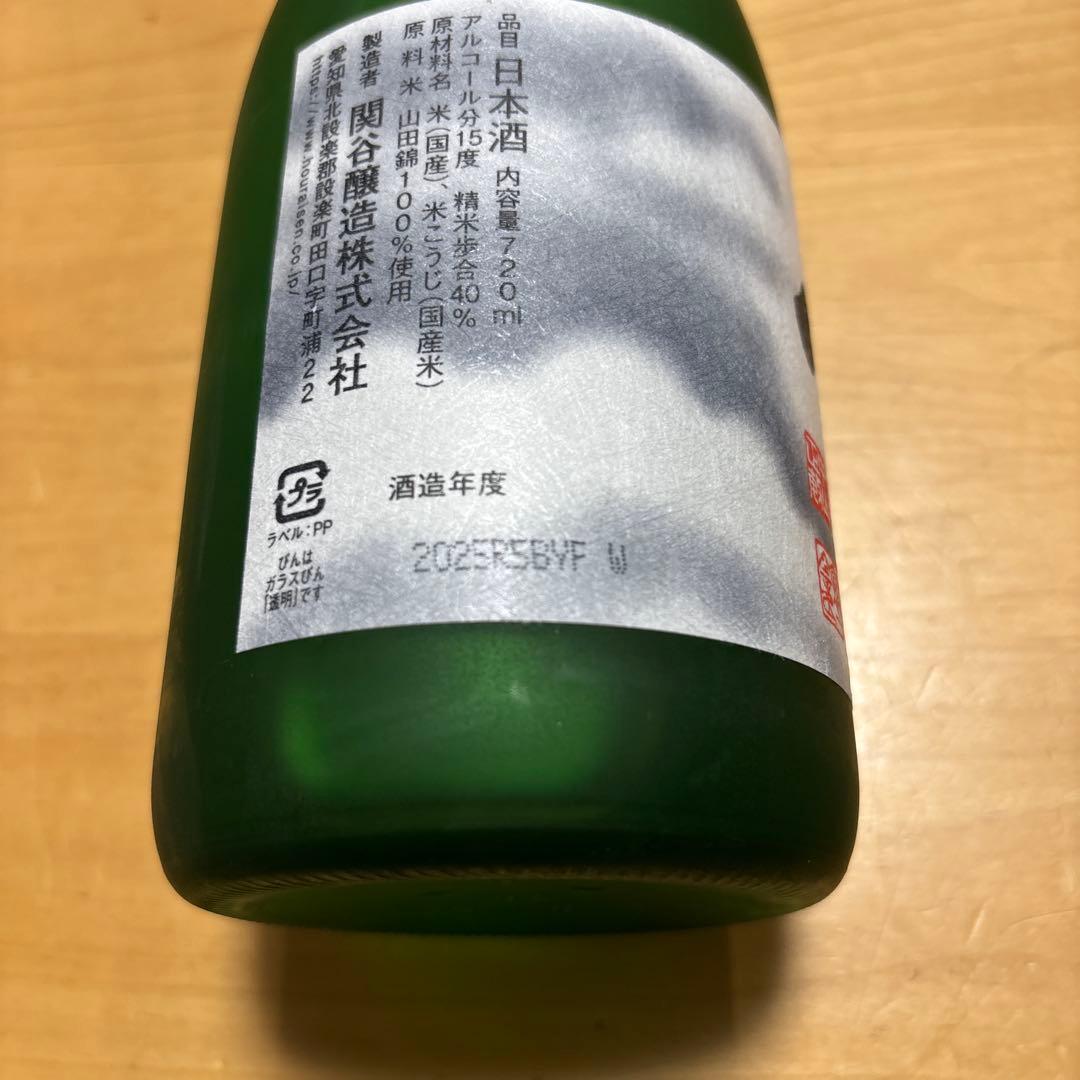 品目 日本酒 内容量720ml
アルコール分15度 精米歩合40%
原材料名 米(国産)、米こうじ(国産米)
原料米 山田錦100%使用
製造者 関谷醸造株式会社
愛知県北設楽郡設楽町田口字町浦22
http://www.houraisen.co.jp/
プラ
ラベル:PP
びんは
ガラスびん
[透明]です
酒造年度
2025R5BYF W